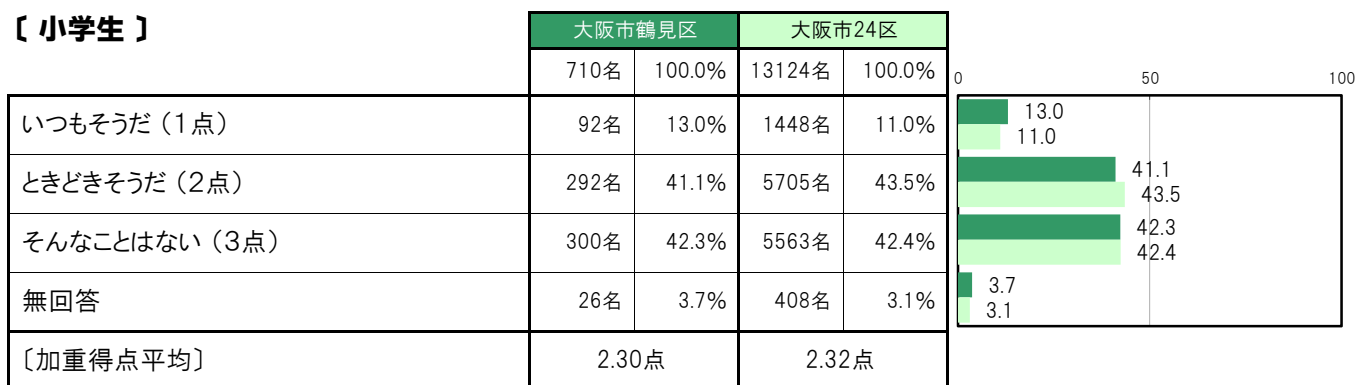 〔 小学生 〕
大阪市鶴見区 大阪市24区
710名 100.0% 13124名 100.0%
0 50 100
いつもそうだ（1点） 92名 13.0% 1448名 11.0%
13.0
11.0
ときどきそうだ（2点） 292名 41.1% 5705名 43.5%
41.1
43.5
そんなことはない（3点） 300名 42.3% 5563名 42.4%
42.3
42.4
無回答 26名 3.7% 408名 3.1%
3.7
3.1
〔加重得点平均〕 2.30点 2.32点